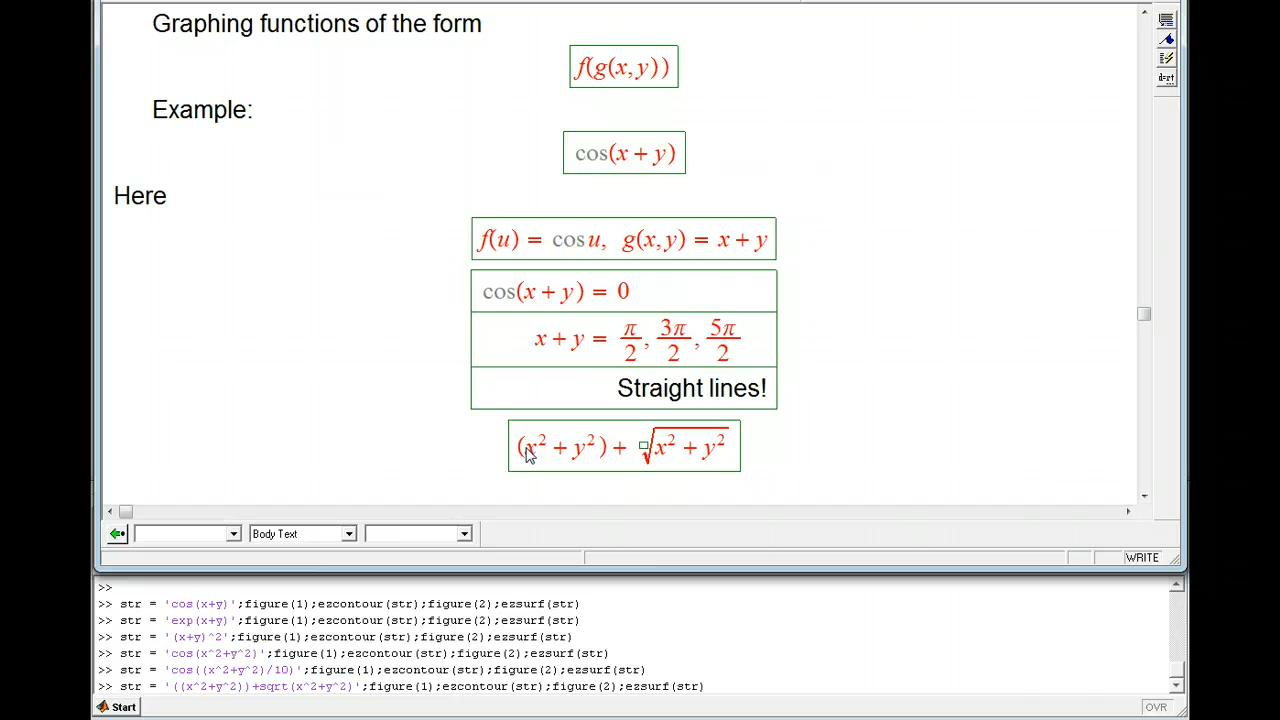 Graphing functions of the form
f(g(x, y))
Example:
cos(x + y)
Here
f(u) = cos u, g(x, y) = x + y
cos(x + y) = 0
x + y = π/2, 3π/2, 5π/2
Straight lines!
(x² + y²) + √x² + y²
Body Text
WRITE
>>
>> str = 'cos(x+y)';figure(1);ezcontour(str);figure(2);ezsurf(str)
>> str = 'exp(x+y)';figure(1);ezcontour(str);figure(2);ezsurf(str)
>> str = '(x+y)^2';figure(1);ezcontour(str);figure(2);ezsurf(str)
>> str = 'cos(x^2+y^2)';figure(1);ezcontour(str);figure(2);ezsurf(str)
>> str = 'cos((x^2+y^2)/10)';figure(1);ezcontour(str);figure(2);ezsurf(str)
>> str = '((x^2+y^2))+sqrt(x^2+y^2)';figure(1);ezcontour(str);figure(2);ezsurf(str)
Start
OVR